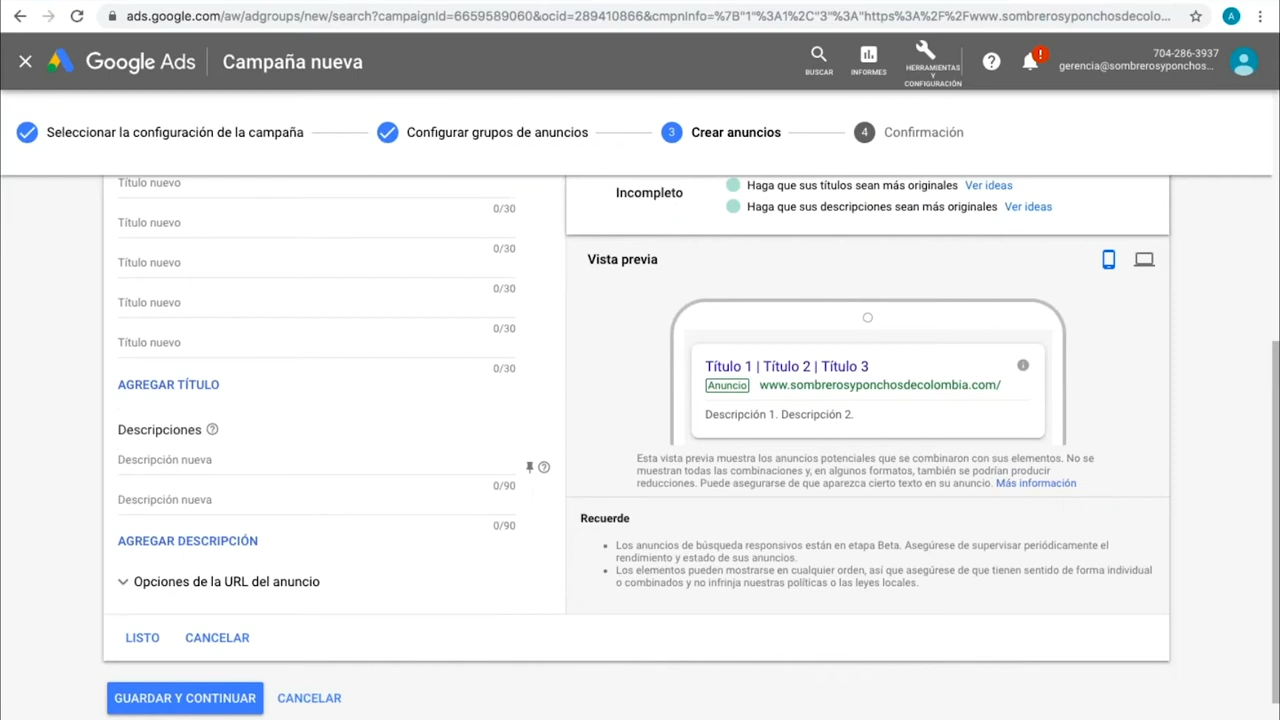 ads.google.com/aw/adgroups/new/search?campaignId=6659589060&ocid=289410866&cmpnInfo=%7B"1"%3A1%2C"3"%3A"https%3A%2F%2Fwww.sombrerosyponchosdecolo...
A
Google Ads
Campaña nueva
BUSCAR
INFORMES
HERRAMIENTAS
Y
CONFIGURACIÓN
?
!
704-286-3937
gerencia@sombrerosyponchos...
Seleccionar la configuración de la campaña
Configurar grupos de anuncios
3 Crear anuncios
4 Confirmación
Título nuevo
0/30
Título nuevo
0/30
Título nuevo
0/30
Título nuevo
0/30
Título nuevo
0/30
AGREGAR TÍTULO
Descripciones
Descripción nueva
0/90
Descripción nueva
0/90
AGREGAR DESCRIPCIÓN
Opciones de la URL del anuncio
Incompleto
Haga que sus títulos sean más originales Ver ideas
Haga que sus descripciones sean más originales Ver ideas
Vista previa
Título 1 | Título 2 | Título 3
Anuncio www.sombrerosyponchosdecolombia.com/
Descripción 1. Descripción 2.
Esta vista previa muestra los anuncios potenciales que se combinaron con sus elementos. No se
muestran todas las combinaciones y, en algunos formatos, también se podrían producir
reducciones. Puede asegurarse de que aparezca cierto texto en su anuncio. Más información
Recuerde
Los anuncios de búsqueda responsivos están en etapa Beta. Asegúrese de supervisar periódicamente el
rendimiento y estado de sus anuncios.
Los elementos pueden mostrarse en cualquier orden, así que asegúrese de que tienen sentido de forma individual
o combinados y no infrinja nuestras políticas o las leyes locales.
LISTO CANCELAR
GUARDAR Y CONTINUAR CANCELAR